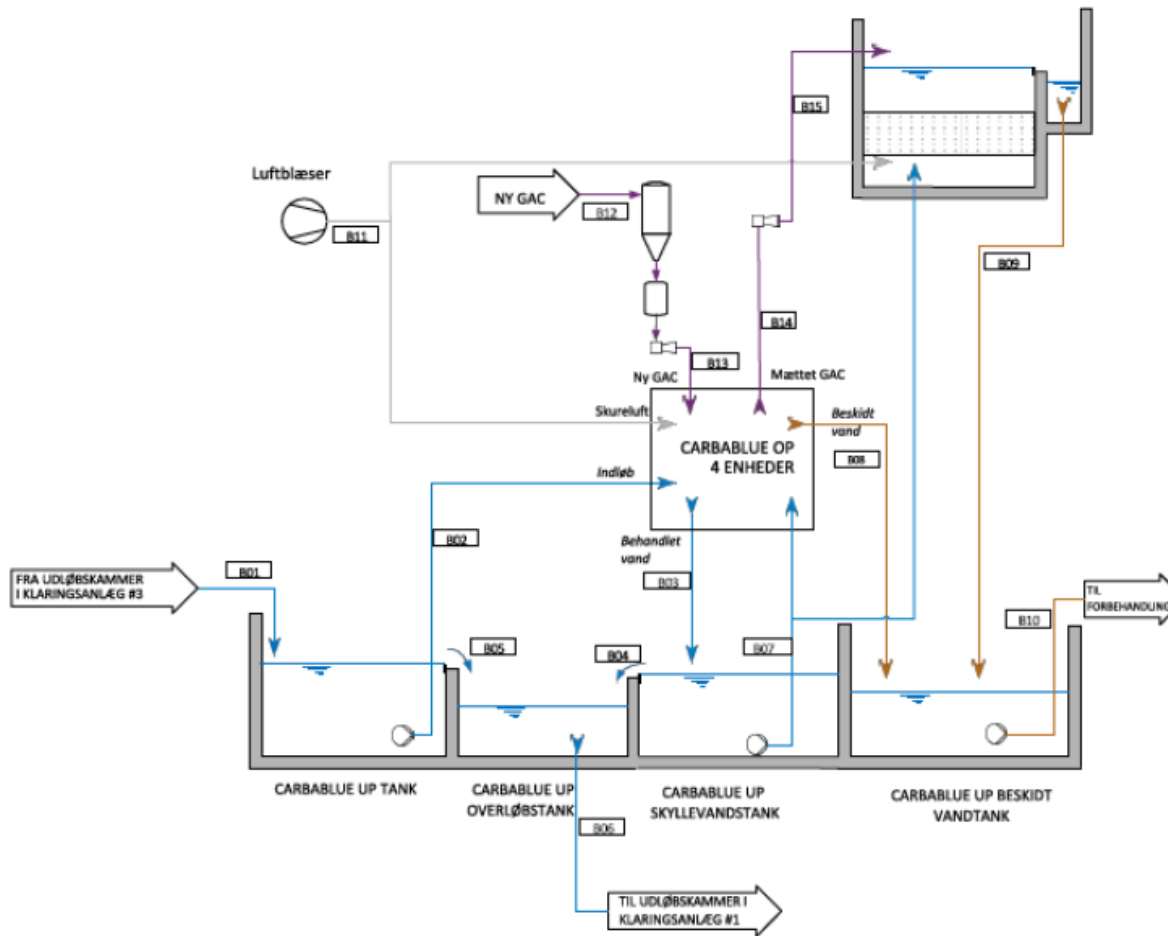 B15
Luftblæser
NY GAC
B12
B11
B09
B14
B13
Ny GAC
Mættet GAC
Skureluft
Beskidt
vand
CARBABLUE OP
4 ENHEDER
B08
Indløb
B02
Behandlet
vand
B03
B01
FRA UDLØBSKAMMER
I KLARINGSANLÆG #3
TIL
FORBEHANDLING
B10
B05
B04
B07
CARBABLUE UP TANK
CARBABLUE UP
OVERLØBSTANK
CARBABLUE UP
SKYLLEVANDSTANK
CARBABLUE UP BESKIDT
VANDTANK
B06
TIL UDLØBSKAMMER I
KLARINGSANLÆG #1